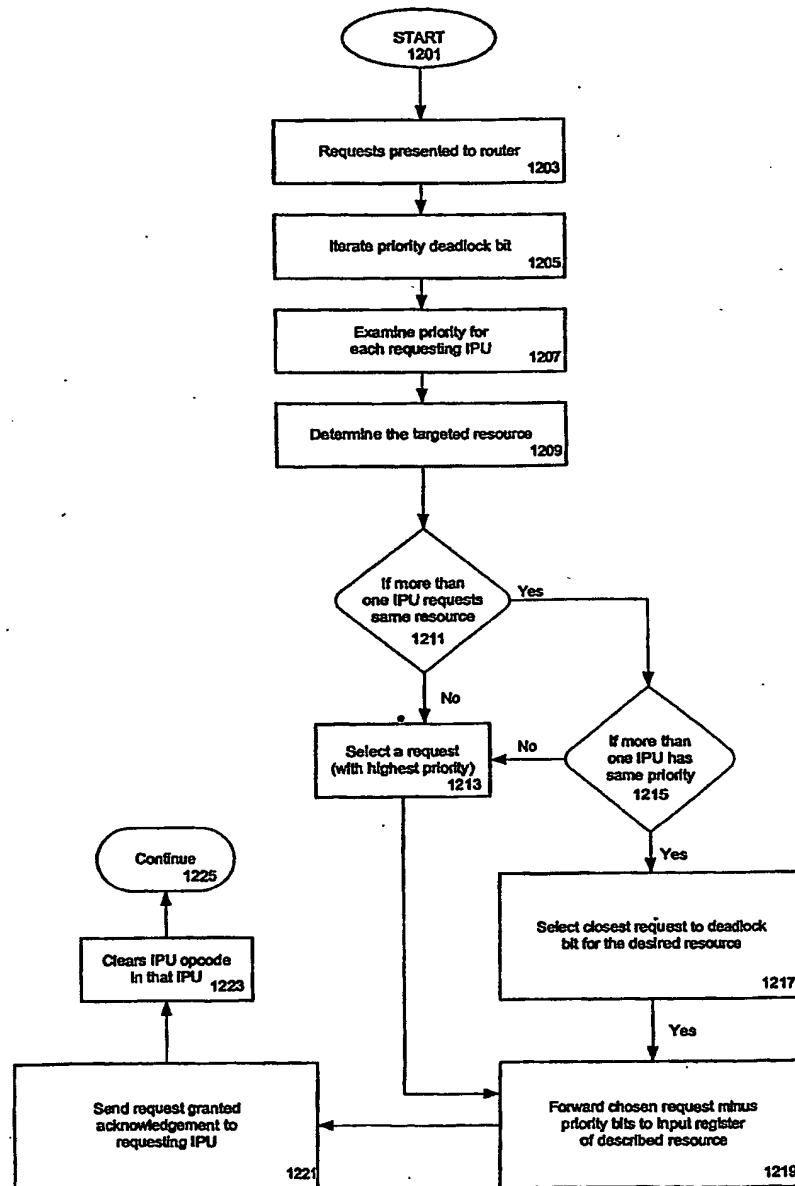 START
1201
Requests presented to router
1203
Iterate priority deadlock bit
1205
Examine priority for
each requesting IPU
1207
Determine the targeted resource
1209
If more than
one IPU requests
same resource
1211
Yes
No
Select a request
(with highest priority)
1213
No
If more than
one IPU has
same priority
1215
Yes
Continue
1225
Select closest request to deadlock
bit for the desired resource
1217
Clears IPU opcode
in that IPU
1223
Yes
Send request granted
acknowledgement to
requesting IPU
1221
Forward chosen request minus
priority bits to input register
of described resource
1219